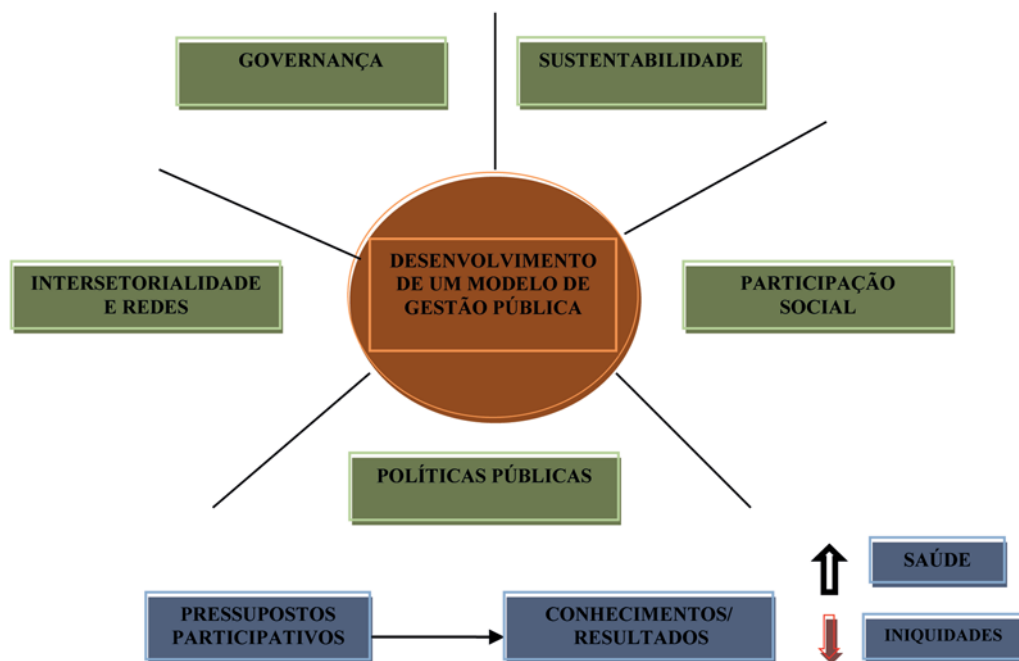 GOVERNANÇA
SUSTENTABILIDADE
INTERSETORIALIDADE
E REDES
DESENVOLVIMENTO
DE UM MODELO DE
GESTÃO PÚBLICA
PARTICIPAÇÃO
SOCIAL
POLÍTICAS PÚBLICAS
SAÚDE
PRESSUPOSTOS
PARTICIPATIVOS
CONHECIMENTOS/
RESULTADOS
INIQUIDADES